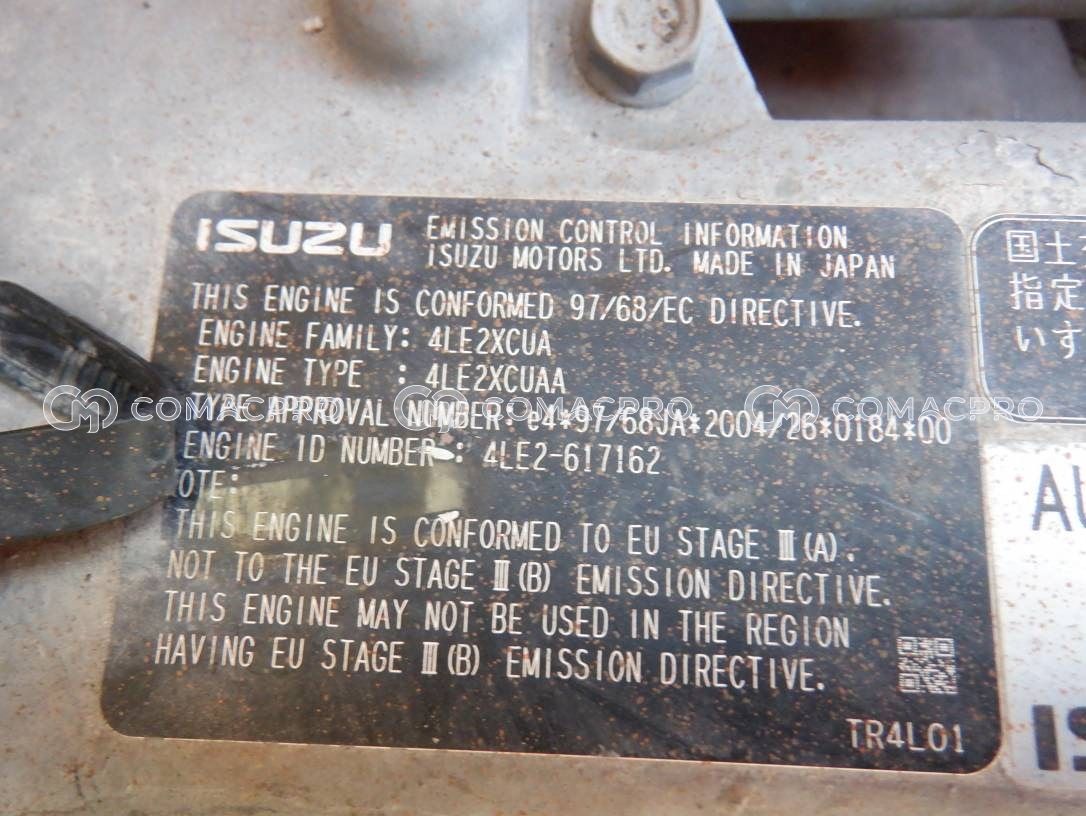 ISUZU
EMISSION CONTROL INFORMATION
ISUZU MOTORS LTD. MADE IN JAPAN
THIS ENGINE IS CONFORMED 97/68/EC DIRECTIVE.
ENGINE FAMILY: 4LE2XCUA
ENGINE TYPE : 4LE2XCUAA
TYPE APPROVAL NUMBER: e4*97/68JA*2004/26*0184*00
ENGINE ID NUMBER : 4LE2-617162
OTE:
THIS ENGINE IS CONFORMED TO EU STAGE Ⅲ(A).
NOT TO THE EU STAGE Ⅲ(B) EMISSION DIRECTIVE.
THIS ENGINE MAY NOT BE USED IN THE REGION
HAVING EU STAGE Ⅲ(B) EMISSION DIRECTIVE.
TR4L01
国土
指定
いす
COMACPRO COMACPRO COMACPRO